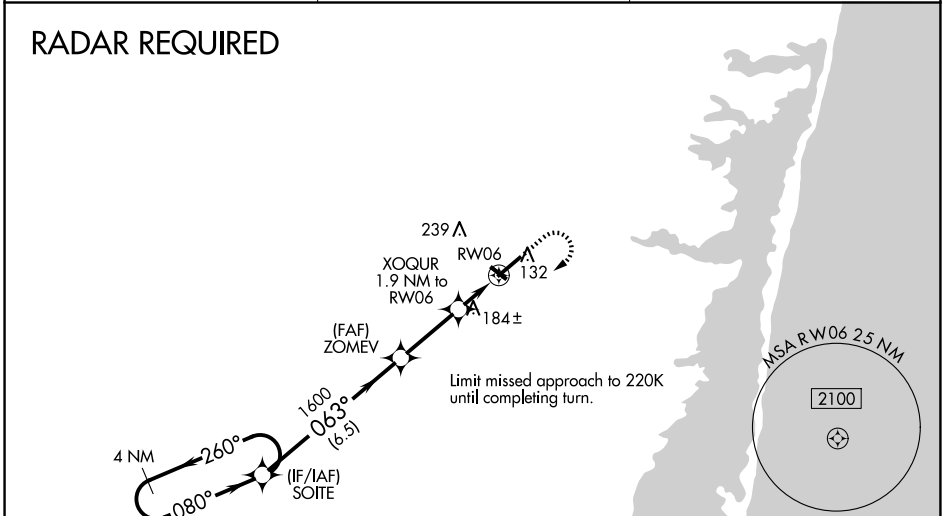 RADAR REQUIRED
239
RW06
XOQUR
1.9 NM to
RW06
132
184±
(FAF)
ZOMEV
MSA RW06 25 NM
2100
Limit missed approach to 220K
until completing turn.
1600
063°
(6.5)
4 NM
260°
(IF/IAF)
SOITE
080°